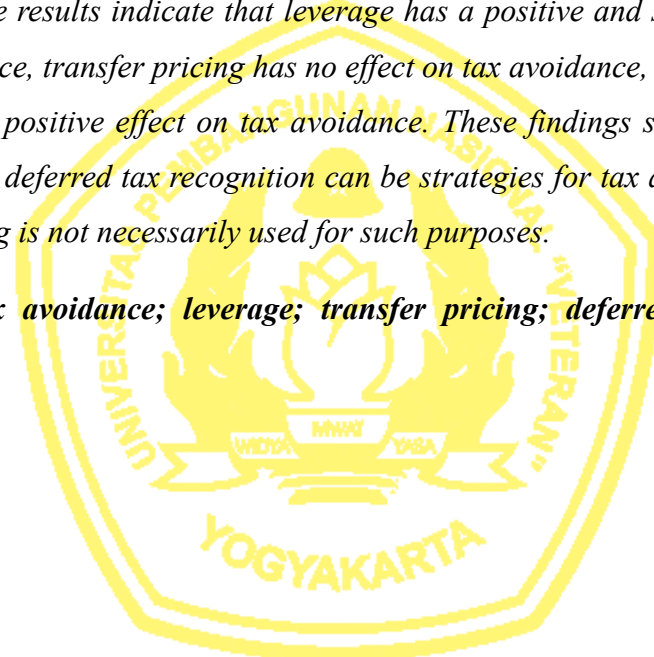 e results indicate that leverage has a positive and s
ce, transfer pricing has no effect on tax avoidance,
positive effect on tax avoidance. These findings s
deferred tax recognition can be strategies for tax a
g is not necessarily used for such purposes.
x avoidance; leverage; transfer pricing; deferre
UNIVERSITAS PEMBANGUNAN NASIONAL "VETERAN"
WIDYA MWAT YASA
YOGYAKARTA